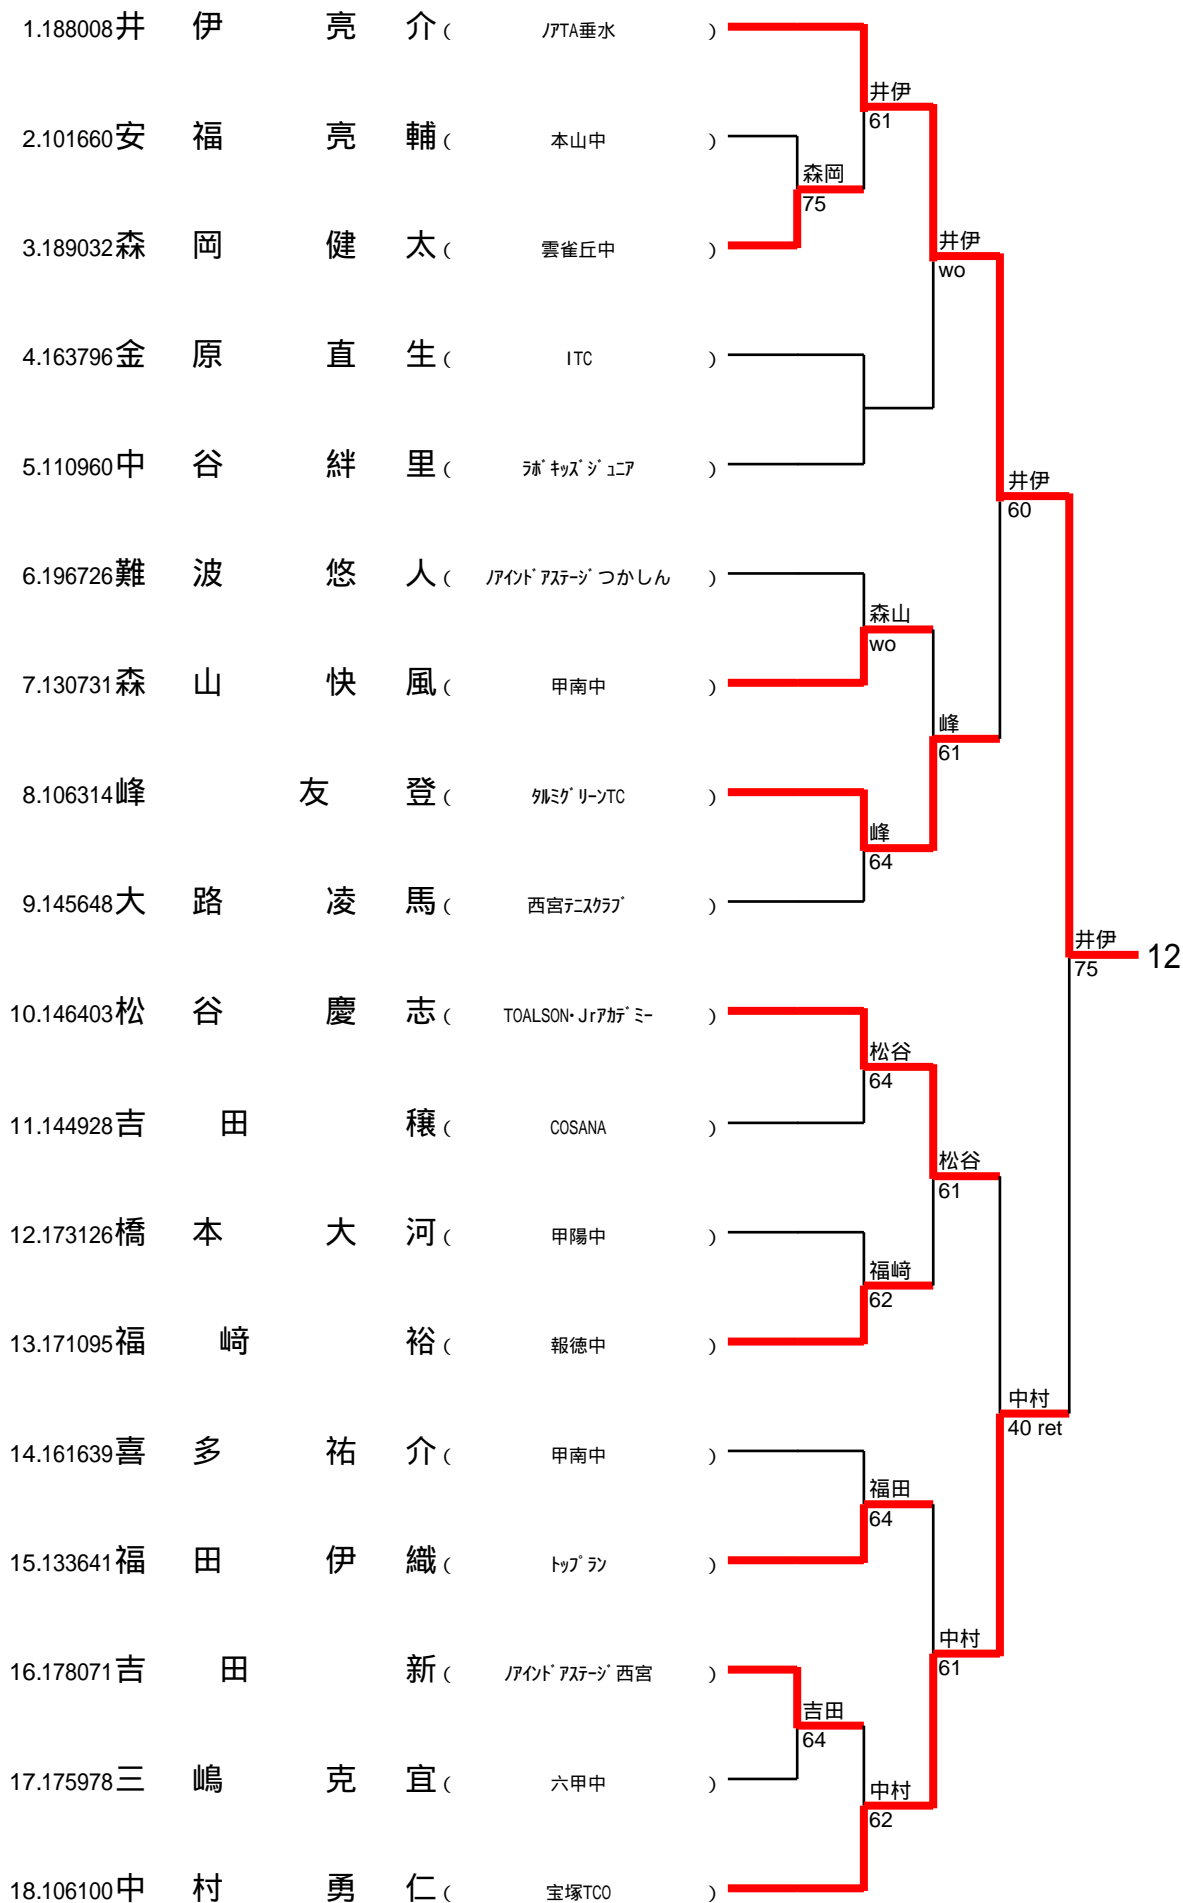 1.188008井伊 亮介( ノアTA垂水 )
井伊
61
2.101660安福 亮輔( 本山中 )
森岡
75
3.189032森岡 健太( 雲雀丘中 )
井伊
wo
4.163796金原 直生( ITC )
5.110960中谷 絆里( ラボキッズジュニア )
井伊
60
6.196726難波 悠人( ノアインドアステージつかしん )
森山
wo
7.130731森山 快風( 甲南中 )
峰
61
8.106314峰 友登( タルミグリーンTC )
峰
64
9.145648大路 凌馬( 西宮テニスクラブ )
井伊
75
12
10.146403松谷 慶志( TOALSON・Jrアカデミー )
松谷
64
11.144928吉田 穣( COSANA )
松谷
61
12.173126橋本 大河( 甲陽中 )
福﨑
62
13.171095福﨑 裕( 報徳中 )
中村
40 ret
14.161639喜多 祐介( 甲南中 )
福田
64
15.133641福田 伊織( トップラン )
中村
61
16.178071吉田 新( ノアインドアステージ西宮 )
吉田
64
17.175978三嶋 克宜( 六甲中 )
中村
62
18.106100中村 勇仁( 宝塚TCO )